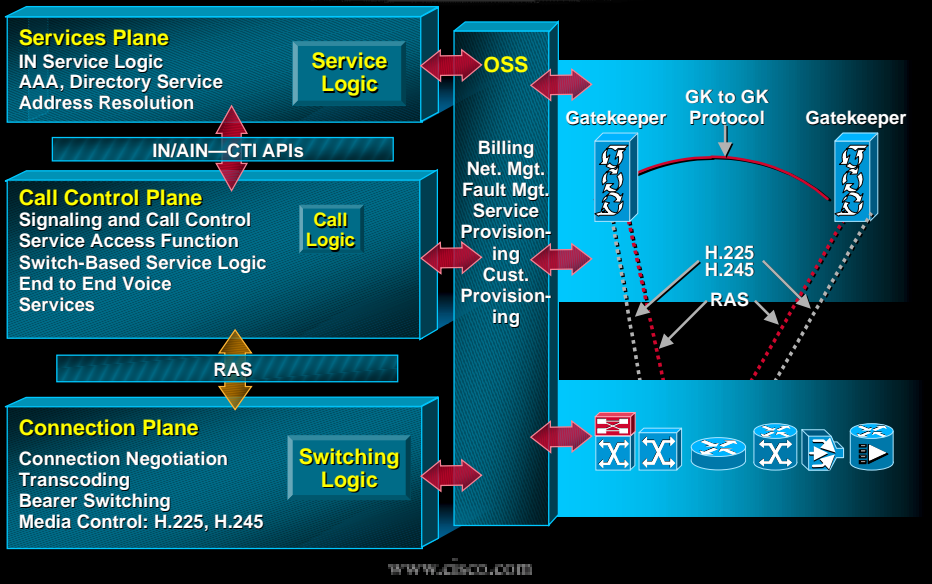 Services Plane
IN Service Logic
AAA, Directory Service
Address Resolution
Service
Logic
IN/AIN—CTI APIs
Call Control Plane
Signaling and Call Control
Service Access Function
Switch-Based Service Logic
End to End Voice
Services
Call
Logic
RAS
Connection Plane
Connection Negotiation
Transcoding
Bearer Switching
Media Control: H.225, H.245
Switching
Logic
OSS
Billing
Net. Mgt.
Fault Mgt.
Service
Provision-
ing
Cust.
Provision-
ing
Gatekeeper
GK to GK
Protocol
Gatekeeper
H.225
H.245
RAS
www.cisco.com